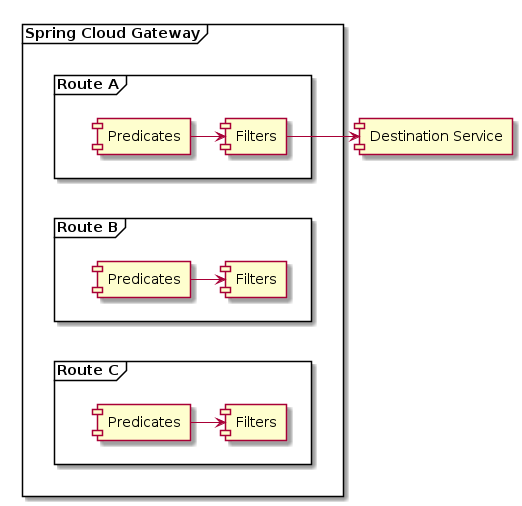 Spring Cloud Gateway
Route A
Predicates
Filters
Destination Service
Route B
Predicates
Filters
Route C
Predicates
Filters